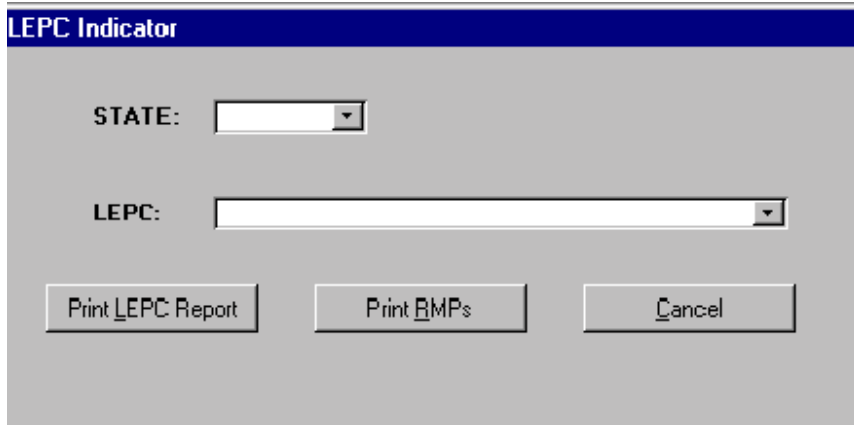 LEPC Indicator
STATE:
LEPC:
Print LEPC Report
Print RMPs
Cancel